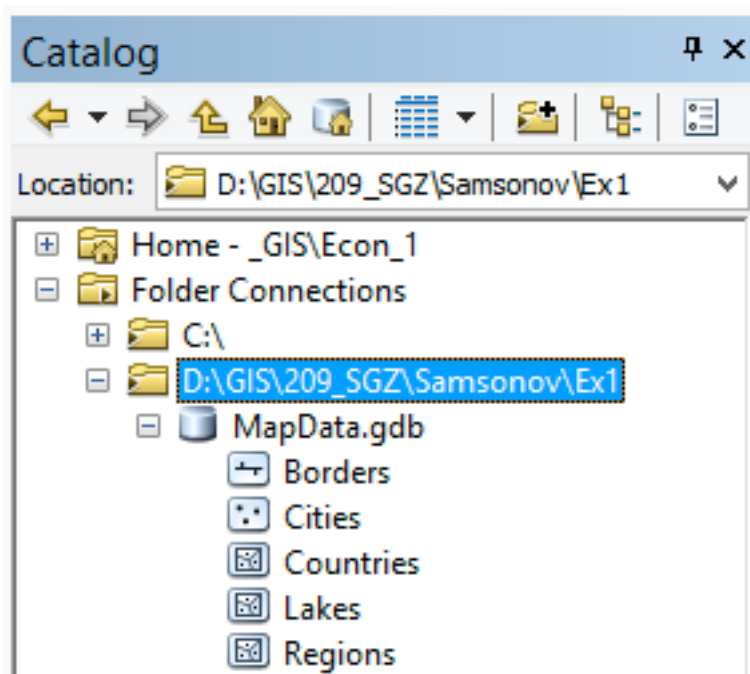 Catalog
Location: D:\GIS\209_SGZ\Samsonov\Ex1
Home - _GIS\Econ_1
Folder Connections
C:\
D:\GIS\209_SGZ\Samsonov\Ex1
MapData.gdb
Borders
Cities
Countries
Lakes
Regions